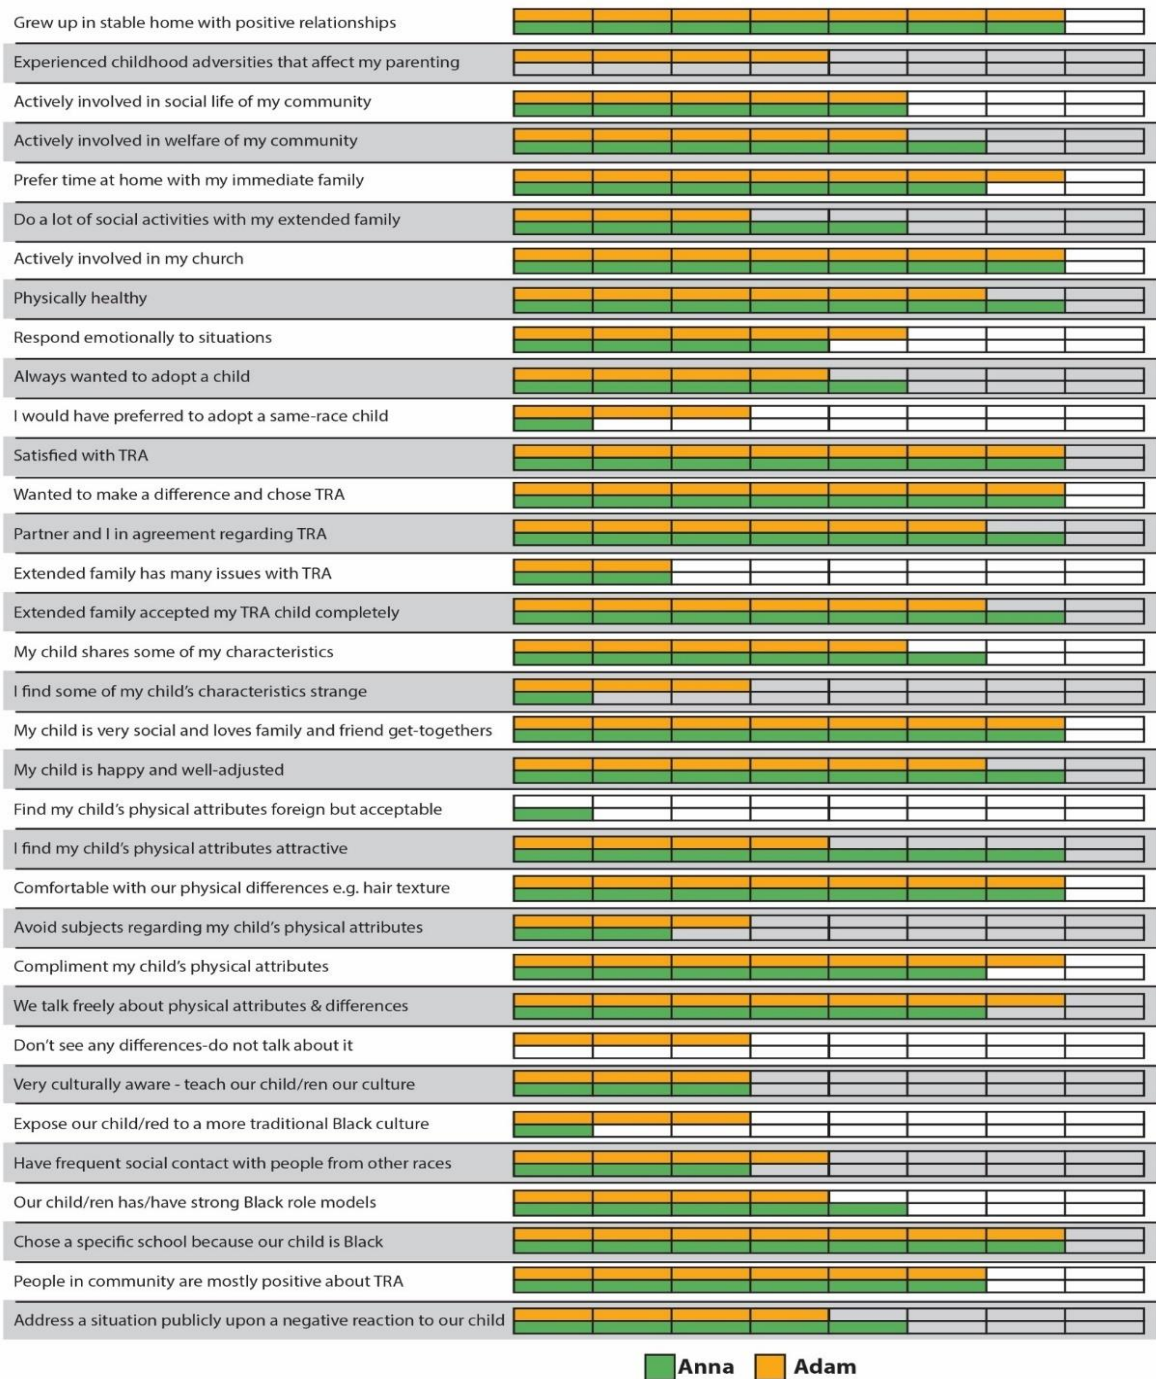 Grew up in stable home with positive relationships
Experienced childhood adversities that affect my parenting
Actively involved in social life of my community
Actively involved in welfare of my community
Prefer time at home with my immediate family
Do a lot of social activities with my extended family
Actively involved in my church
Physically healthy
Respond emotionally to situations
Always wanted to adopt a child
I would have preferred to adopt a same-race child
Satisfied with TRA
Wanted to make a difference and chose TRA
Partner and I in agreement regarding TRA
Extended family has many issues with TRA
Extended family accepted my TRA child completely
My child shares some of my characteristics
I find some of my child's characteristics strange
My child is very social and loves family and friend get-togethers
My child is happy and well-adjusted
Find my child's physical attributes foreign but acceptable
I find my child's physical attributes attractive
Comfortable with our physical differences e.g. hair texture
Avoid subjects regarding my child's physical attributes
Compliment my child's physical attributes
We talk freely about physical attributes & differences
Don't see any differences-do not talk about it
Very culturally aware - teach our child/ren our culture
Expose our child/red to a more traditional Black culture
Have frequent social contact with people from other races
Our child/ren has/have strong Black role models
Chose a specific school because our child is Black
People in community are mostly positive about TRA
Address a situation publicly upon a negative reaction to our child
Anna Adam